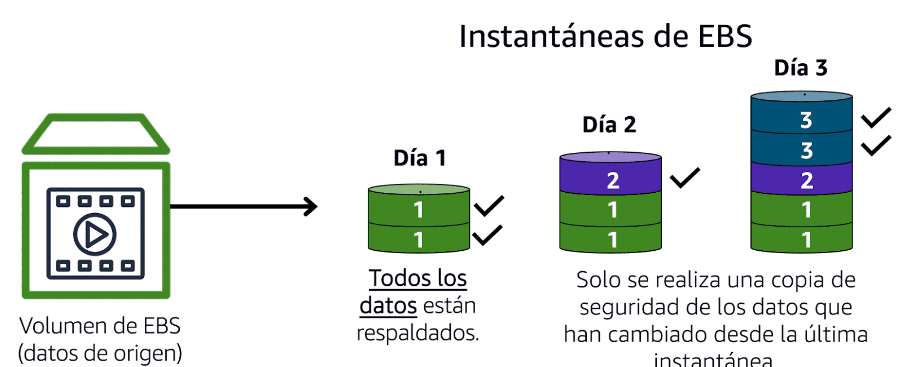 Instantáneas de EBS
Día 1
1
1
Todos los
datos están
respaldados.
Día 2
2
1
1
Día 3
3
3
2
1
1
Solo se realiza una copia de
seguridad de los datos que
han cambiado desde la última
instantánea
Volumen de EBS
(datos de origen)